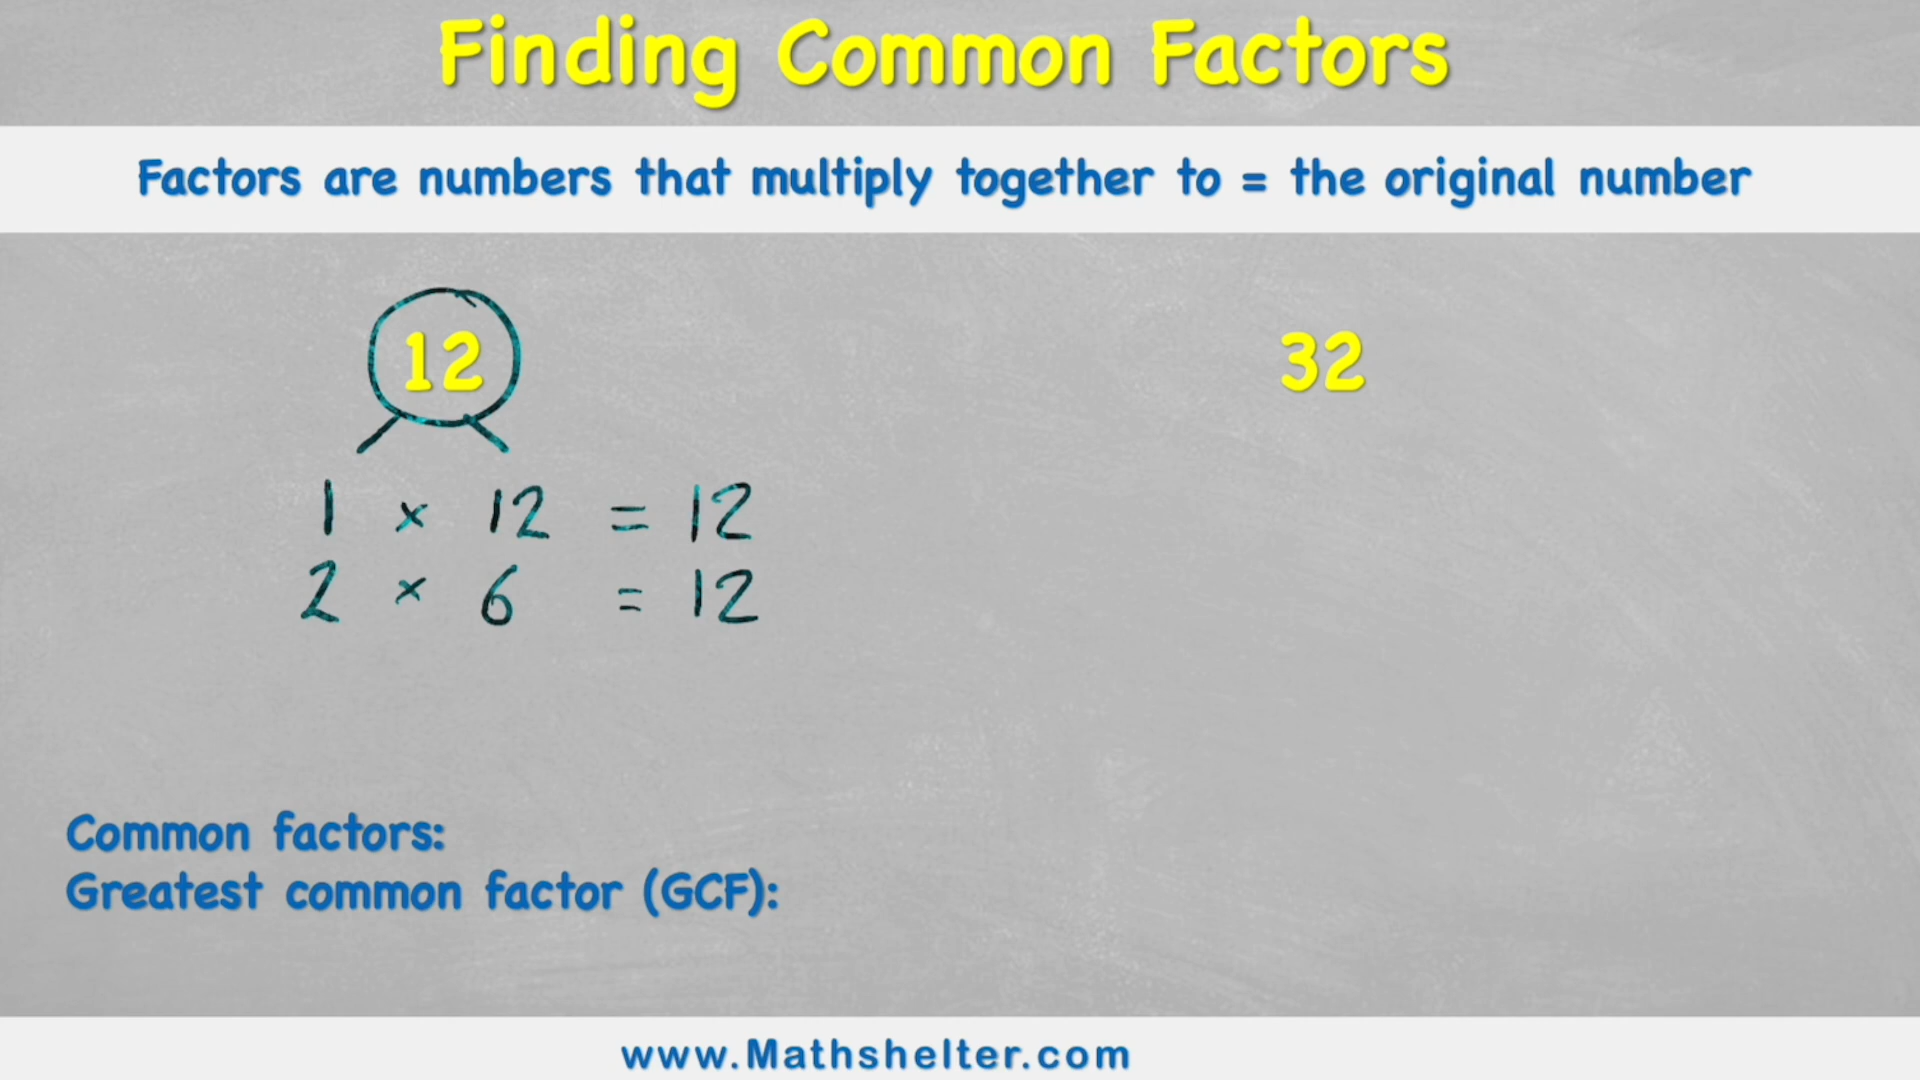 Finding Common Factors
Factors are numbers that multiply together to = the original number
12
32
1 × 12 = 12
2 × 6 = 12
Common factors:
Greatest common factor (GCF):
www.Mathshelter.com